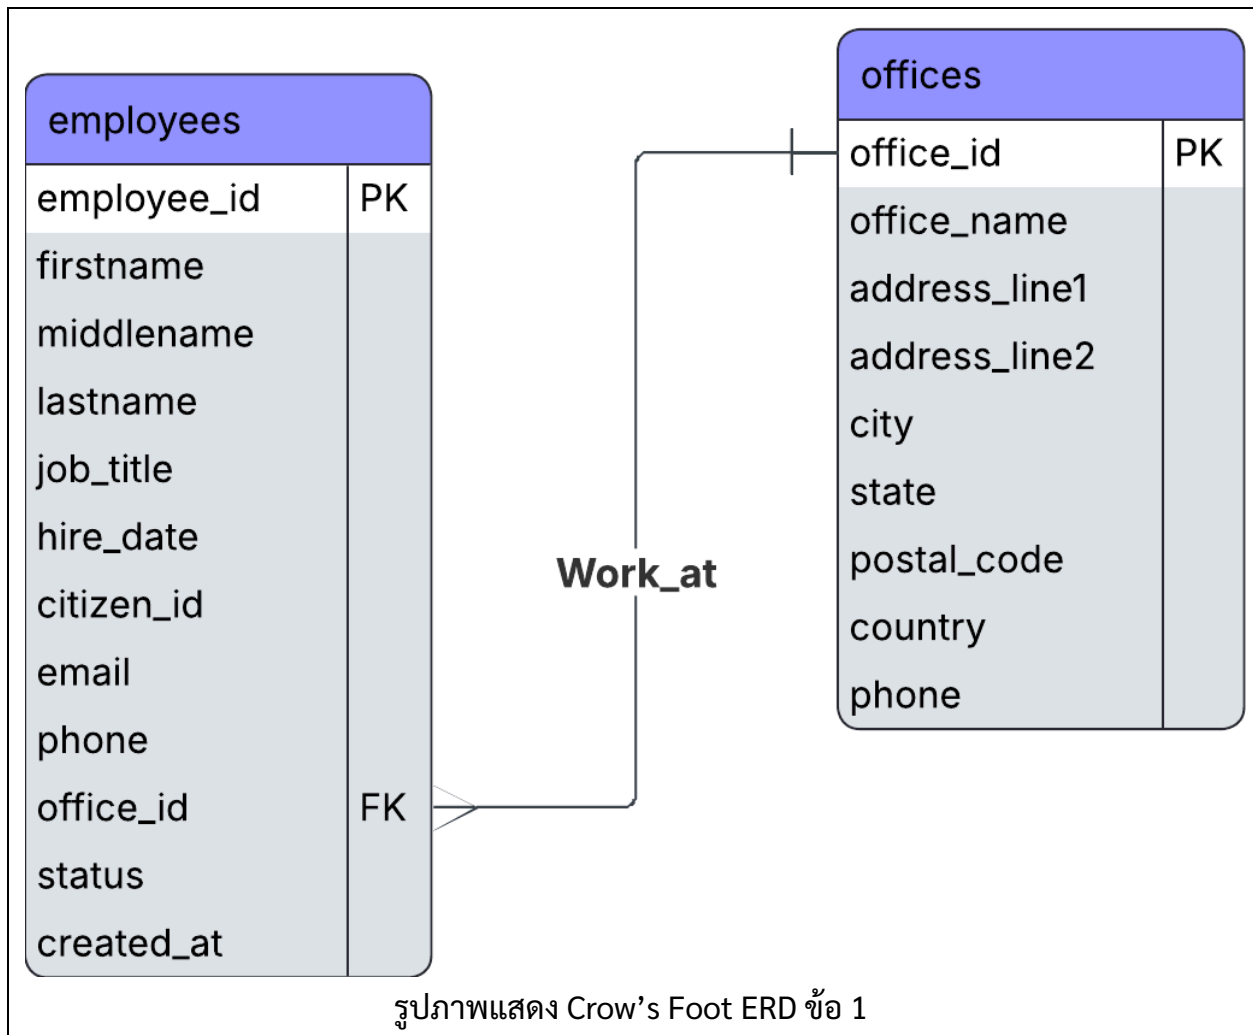 employees
employee_id PK
firstname
middlename
lastname
job_title
hire_date
citizen_id
email
phone
office_id FK
status
created_at
Work_at
offices
office_id PK
office_name
address_line1
address_line2
city
state
postal_code
country
phone
รูปภาพแสดง Crow’s Foot ERD ข้อ 1